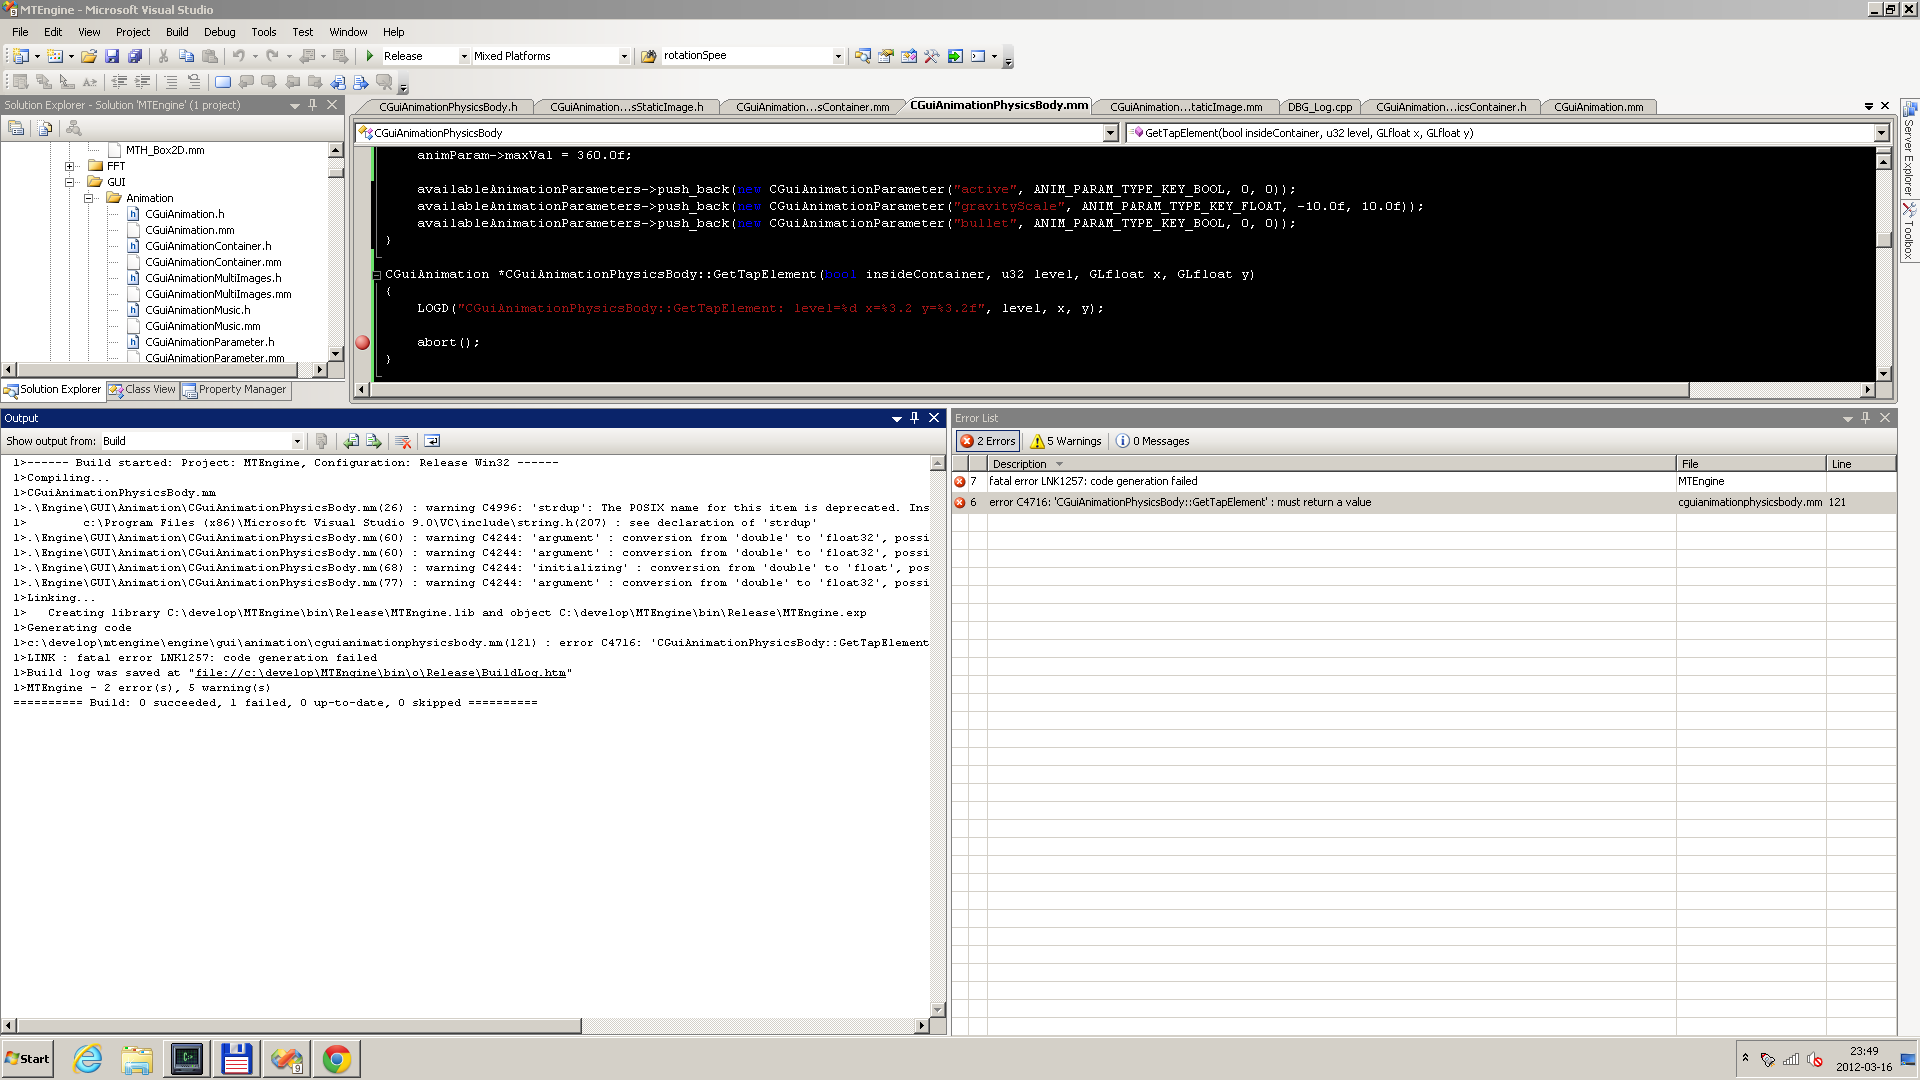 MTEngine - Microsoft Visual Studio
File Edit View Project Build Debug Tools Test Window Help
Release Mixed Platforms rotationSpee
Solution Explorer - Solution 'MTEngine' (1 project)
CGuiAnimationPhysicsBody.h CGuiAnimation...sStaticImage.h CGuiAnimation...sContainer.mm CGuiAnimationPhysicsBody.mm CGuiAnimation...taticImage.mm DBG_Log.cpp CGuiAnimation...icsContainer.h CGuiAnimation.mm
CGuiAnimationPhysicsBody GetTapElement(bool insideContainer, u32 level, GLfloat x, GLfloat y)
MTH_Box2D.mm
FFT
GUI
Animation
CGuiAnimation.h
CGuiAnimation.mm
CGuiAnimationContainer.h
CGuiAnimationContainer.mm
CGuiAnimationMultiImages.h
CGuiAnimationMultiImages.mm
CGuiAnimationMusic.h
CGuiAnimationMusic.mm
CGuiAnimationParameter.h
CGuiAnimationParameter.mm
Solution Explorer Class View Property Manager
animParam->maxVal = 360.0f;
availableAnimationParameters->push_back(new CGuiAnimationParameter("active", ANIM_PARAM_TYPE_KEY_BOOL, 0, 0));
availableAnimationParameters->push_back(new CGuiAnimationParameter("gravityScale", ANIM_PARAM_TYPE_KEY_FLOAT, -10.0f, 10.0f));
availableAnimationParameters->push_back(new CGuiAnimationParameter("bullet", ANIM_PARAM_TYPE_KEY_BOOL, 0, 0));
}
CGuiAnimation *CGuiAnimationPhysicsBody::GetTapElement(bool insideContainer, u32 level, GLfloat x, GLfloat y)
{
LOGD("CGuiAnimationPhysicsBody::GetTapElement: level=%d x=%3.2 y=%3.2f", level, x, y);
abort();
}
Server Explorer
Toolbox
Output
Show output from: Build
1>------ Build started: Project: MTEngine, Configuration: Release Win32 ------
1>Compiling...
1>CGuiAnimationPhysicsBody.mm
1>.\Engine\GUI\Animation\CGuiAnimationPhysicsBody.mm(26) : warning C4996: 'strdup': The POSIX name for this item is deprecated. Ins
1>        c:\Program Files (x86)\Microsoft Visual Studio 9.0\VC\include\string.h(207) : see declaration of 'strdup'
1>.\Engine\GUI\Animation\CGuiAnimationPhysicsBody.mm(60) : warning C4244: 'argument' : conversion from 'double' to 'float32', possi
1>.\Engine\GUI\Animation\CGuiAnimationPhysicsBody.mm(60) : warning C4244: 'argument' : conversion from 'double' to 'float32', possi
1>.\Engine\GUI\Animation\CGuiAnimationPhysicsBody.mm(68) : warning C4244: 'initializing' : conversion from 'double' to 'float', pos
1>.\Engine\GUI\Animation\CGuiAnimationPhysicsBody.mm(77) : warning C4244: 'argument' : conversion from 'double' to 'float32', possi
1>Linking...
1>   Creating library C:\develop\MTEngine\bin\Release\MTEngine.lib and object C:\develop\MTEngine\bin\Release\MTEngine.exp
1>Generating code
1>c:\develop\mtengine\engine\gui\animation\cguianimationphysicsbody.mm(121) : error C4716: 'CGuiAnimationPhysicsBody::GetTapElement
1>LINK : fatal error LNK1257: code generation failed
1>Build log was saved at "file://c:\develop\MTEngine\bin\o\Release\BuildLog.htm"
1>MTEngine - 2 error(s), 5 warning(s)
========== Build: 0 succeeded, 1 failed, 0 up-to-date, 0 skipped ==========
Error List
2 Errors 5 Warnings 0 Messages
Description File Line
7 fatal error LNK1257: code generation failed MTEngine
6 error C4716: 'CGuiAnimationPhysicsBody::GetTapElement' : must return a value cguianimationphysicsbody.mm 121
Start
23:49
2012-03-16